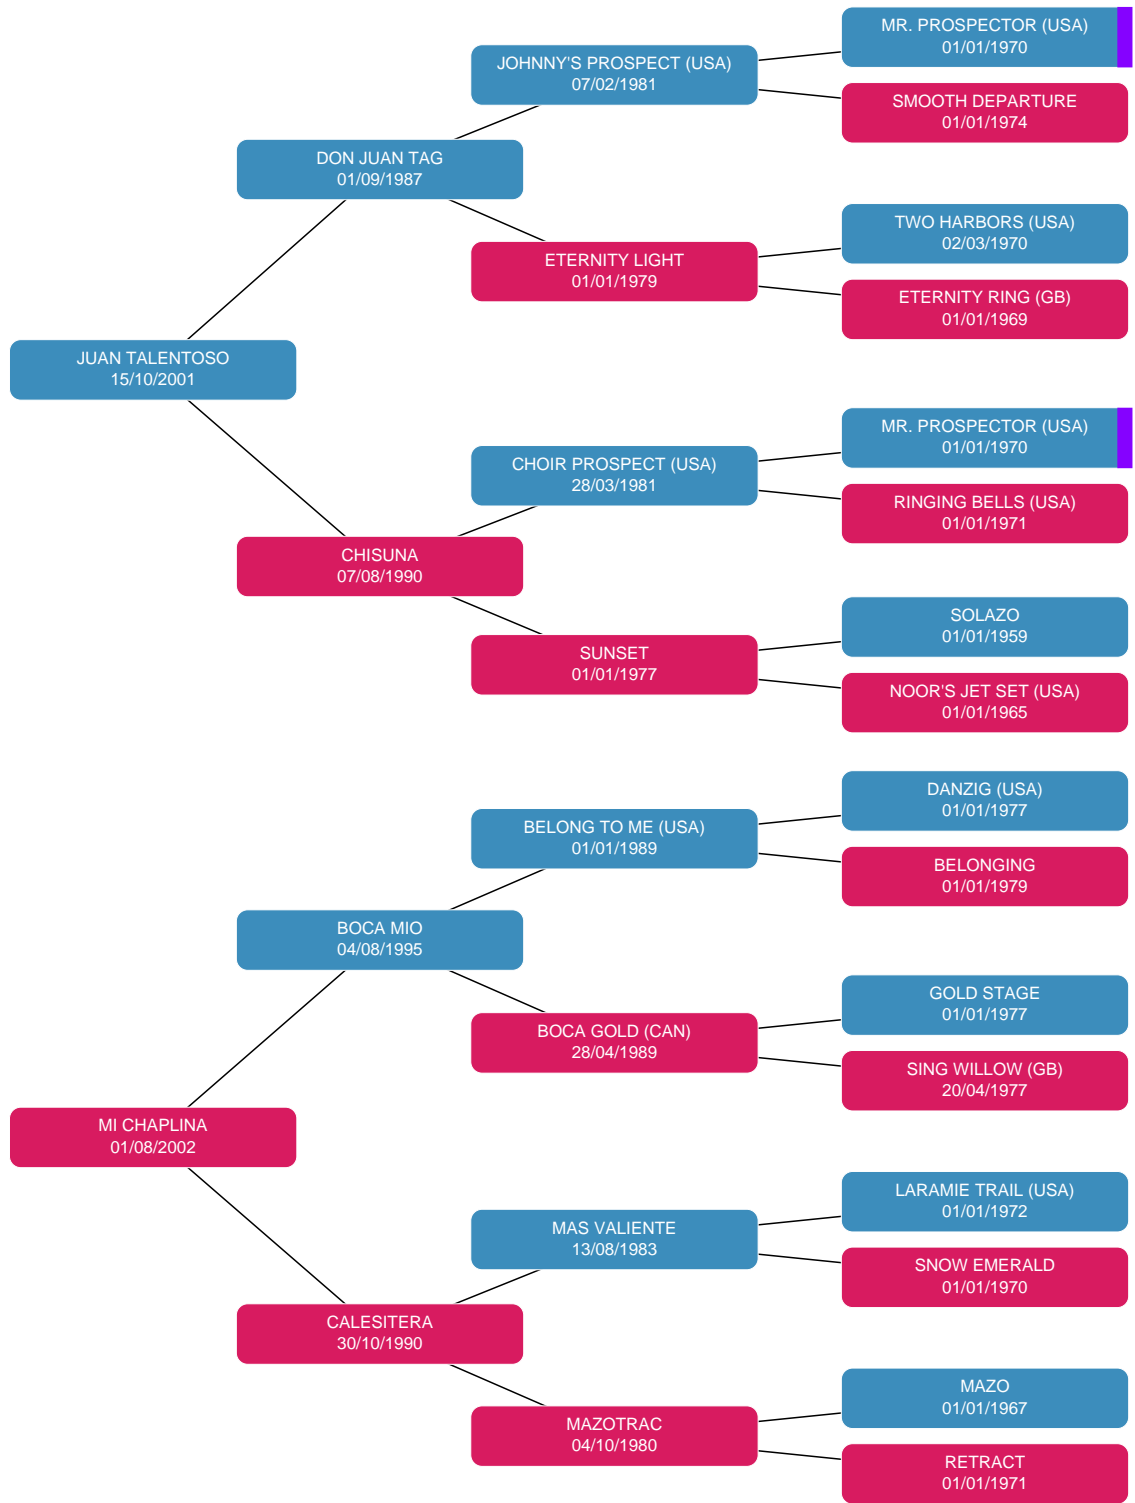 MR. PROSPECTOR (USA)
01/01/1970
JOHNNY'S PROSPECT (USA)
07/02/1981
SMOOTH DEPARTURE
01/01/1974
DON JUAN TAG
01/09/1987
TWO HARBORS (USA)
02/03/1970
ETERNITY LIGHT
01/01/1979
ETERNITY RING (GB)
01/01/1969
JUAN TALENTOSO
15/10/2001
MR. PROSPECTOR (USA)
01/01/1970
CHOIR PROSPECT (USA)
28/03/1981
RINGING BELLS (USA)
01/01/1971
CHISUNA
07/08/1990
SOLAZO
01/01/1959
SUNSET
01/01/1977
NOOR'S JET SET (USA)
01/01/1965
DANZIG (USA)
01/01/1977
BELONG TO ME (USA)
01/01/1989
BELONGING
01/01/1979
BOCA MIO
04/08/1995
GOLD STAGE
01/01/1977
BOCA GOLD (CAN)
28/04/1989
SING WILLOW (GB)
20/04/1977
MI CHAPLINA
01/08/2002
LARAMIE TRAIL (USA)
01/01/1972
MAS VALIENTE
13/08/1983
SNOW EMERALD
01/01/1970
CALESITERA
30/10/1990
MAZO
01/01/1967
MAZOTRAC
04/10/1980
RETRACT
01/01/1971